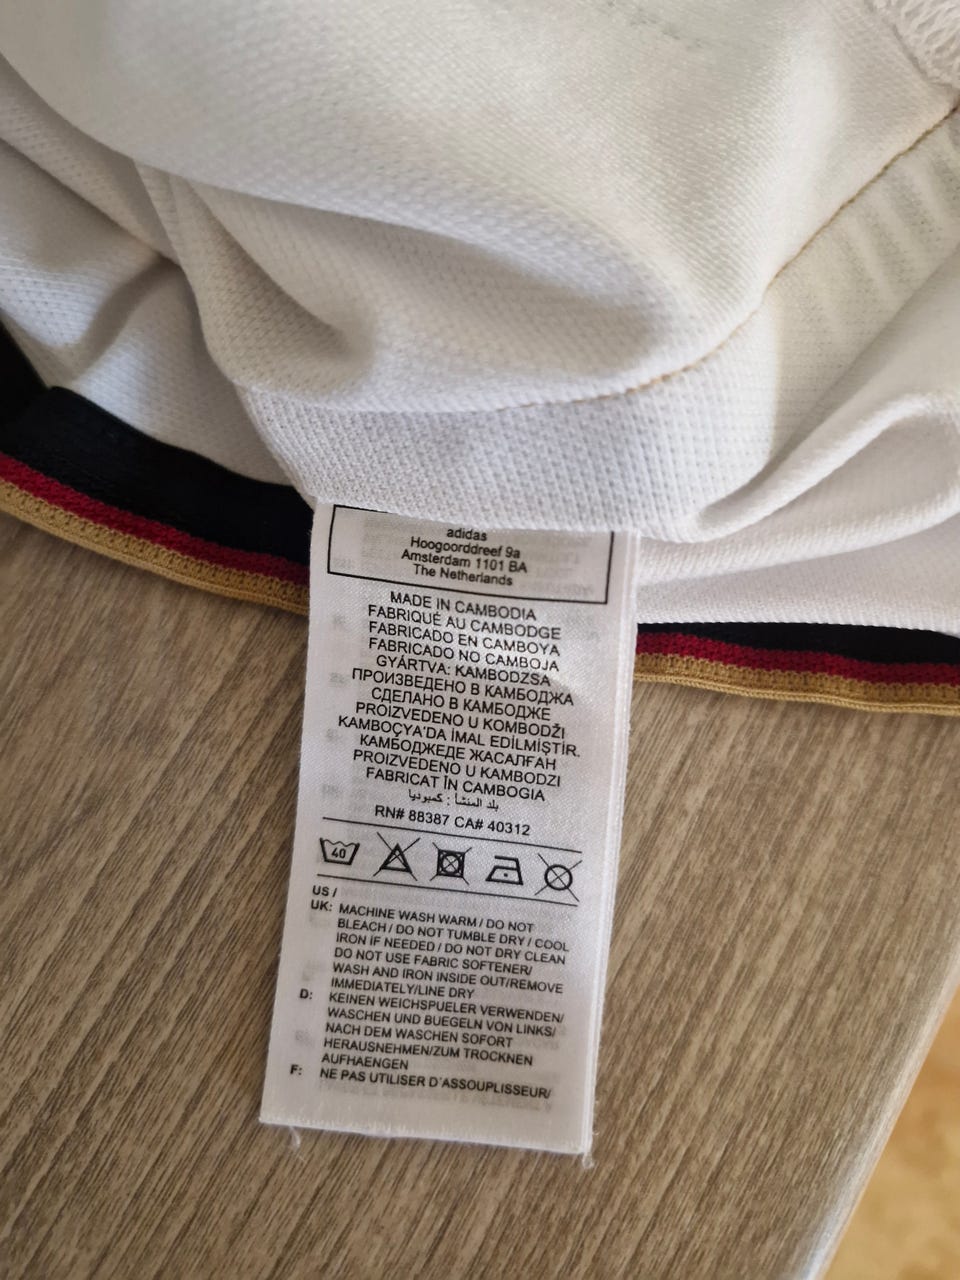 adidas
Hoogoorddreef 9a
Amsterdam 1101 BA
The Netherlands
MADE IN CAMBODIA
FABRIQUÉ AU CAMBODGE
FABRICADO EN CAMBOYA
FABRICADO NO CAMBOJA
GYÁRTVA: KAMBODZSA
ПРОИЗВЕДЕНО В КАМБОДЖА
СДЕЛАНО В КАМБОДЖЕ
PROIZVEDENO U KOMBODŽI
KAMBOÇYA'DA İMAL EDİLMİŞTİR.
КАМБОДЖЕДЕ ЖАСАЛҒАН
PROIZVEDENO U KAMBODZI
FABRICAT ÎN CAMBOGIA
بلد المنشأ : كمبوديا
RN# 88387 CA# 40312
40
US /
UK: MACHINE WASH WARM / DO NOT
BLEACH / DO NOT TUMBLE DRY / COOL
IRON IF NEEDED / DO NOT DRY CLEAN
DO NOT USE FABRIC SOFTENER/
WASH AND IRON INSIDE OUT/REMOVE
IMMEDIATELY/LINE DRY
D: KEINEN WEICHSPUELER VERWENDEN/
WASCHEN UND BUEGELN VON LINKS/
NACH DEM WASCHEN SOFORT
HERAUSNEHMEN/ZUM TROCKNEN
AUFHAENGEN
F: NE PAS UTILISER D'ASSOUPLISSEUR/